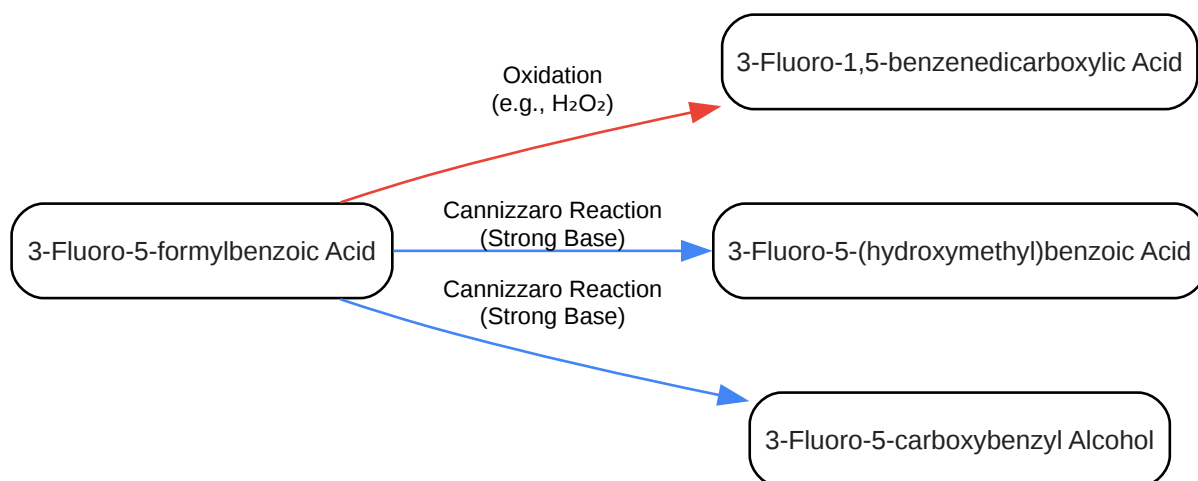 3-Fluoro-1,5-benzenedicarboxylic Acid
Oxidation
(e.g., H₂O₂)
3-Fluoro-5-formylbenzoic Acid
Cannizzaro Reaction
(Strong Base)
3-Fluoro-5-(hydroxymethyl)benzoic Acid
Cannizzaro Reaction
(Strong Base)
3-Fluoro-5-carboxybenzyl Alcohol